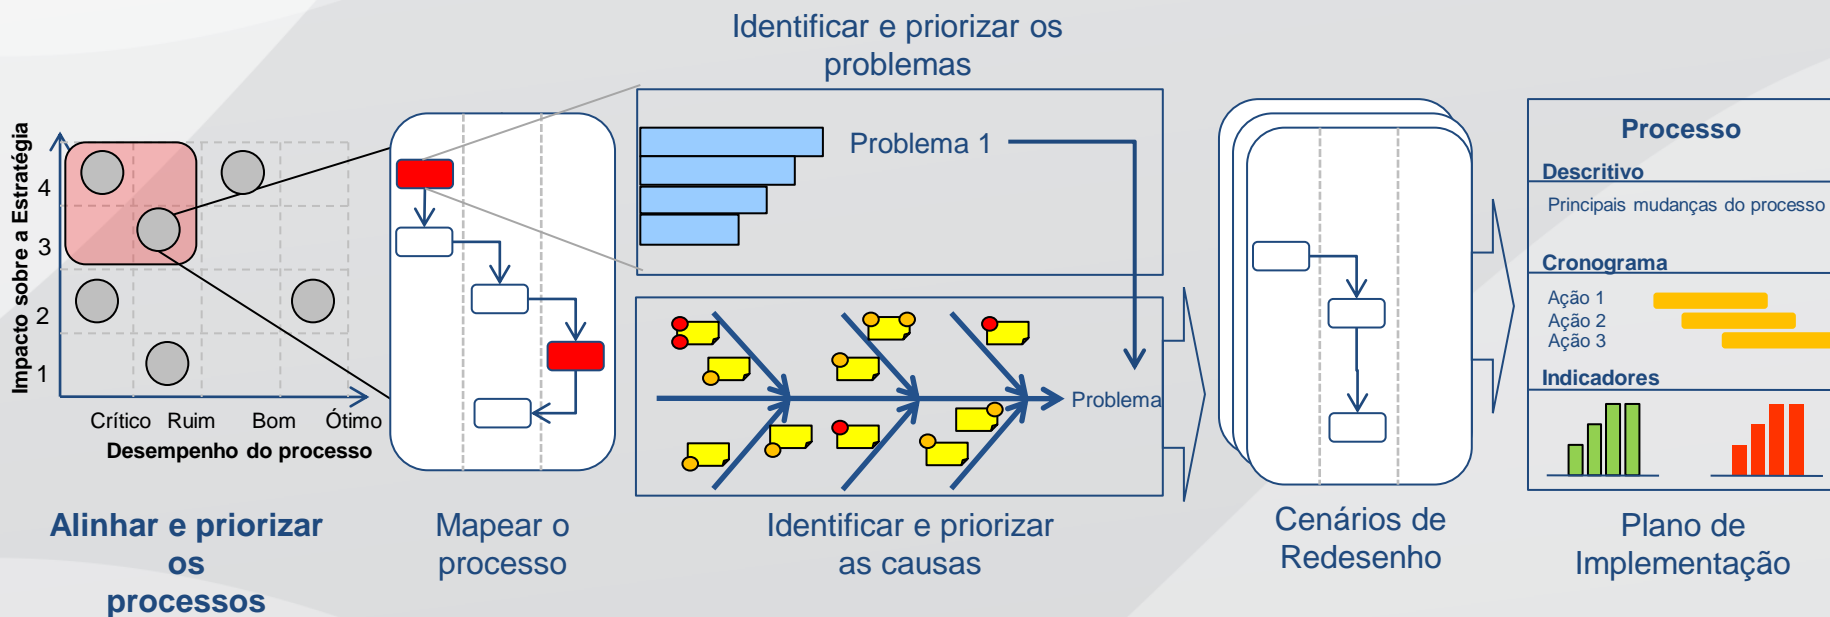 Identificar e priorizar os
problemas
Impacto sobre a Estratégia
4
3
2
1
Crítico
Ruim
Bom
Ótimo
Desempenho do processo
Alinhar e priorizar
os
processos
Mapear o
processo
Problema 1
Problema
Identificar e priorizar
as causas
Cenários de
Redesenho
Processo
Descritivo
Principais mudanças do processo
Cronograma
Ação 1
Ação 2
Ação 3
Indicadores
Plano de
Implementação